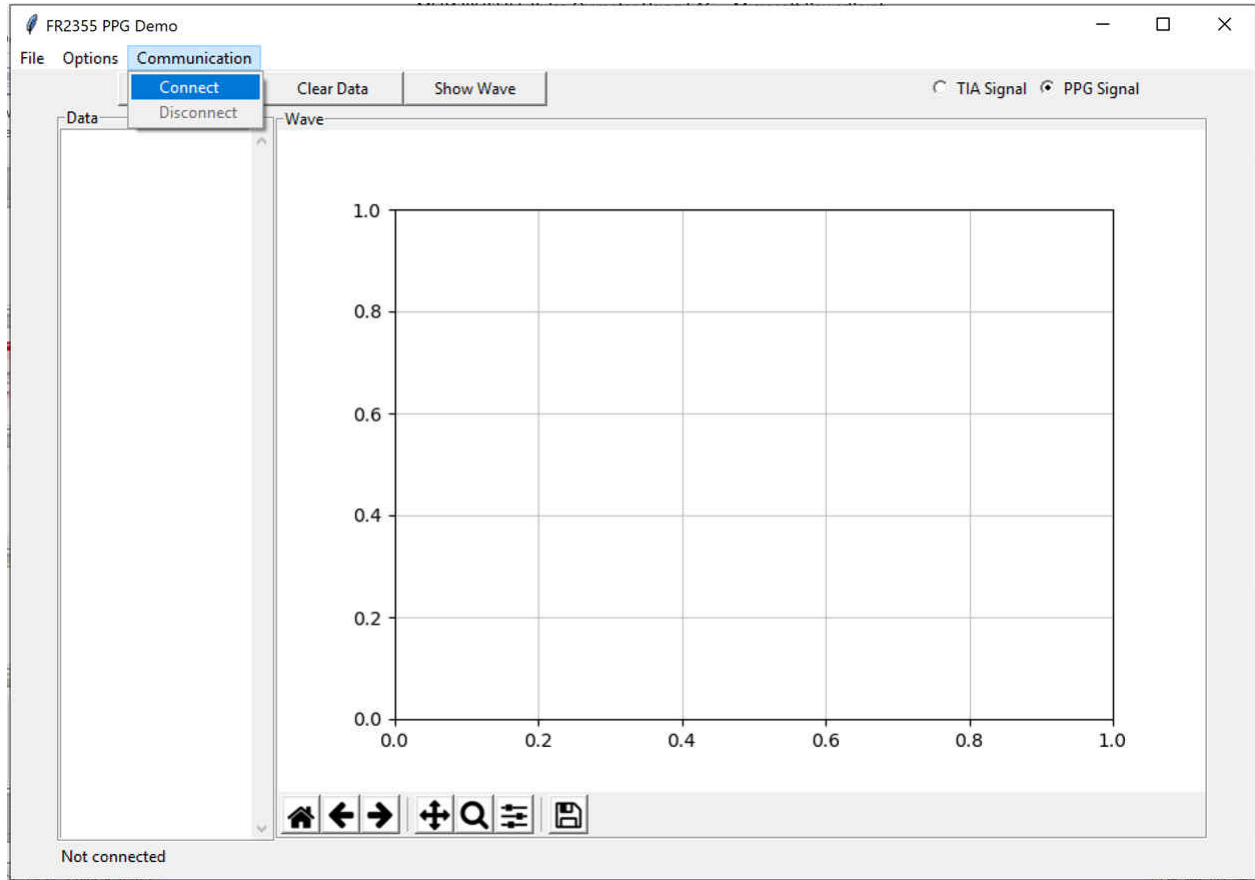 FR2355 PPG Demo
File Options Communication
Connect
Disconnect
Clear Data Show Wave
TIA Signal PPG Signal
Data
Wave
1.0
0.8
0.6
0.4
0.2
0.0
0.0 0.2 0.4 0.6 0.8 1.0
Not connected